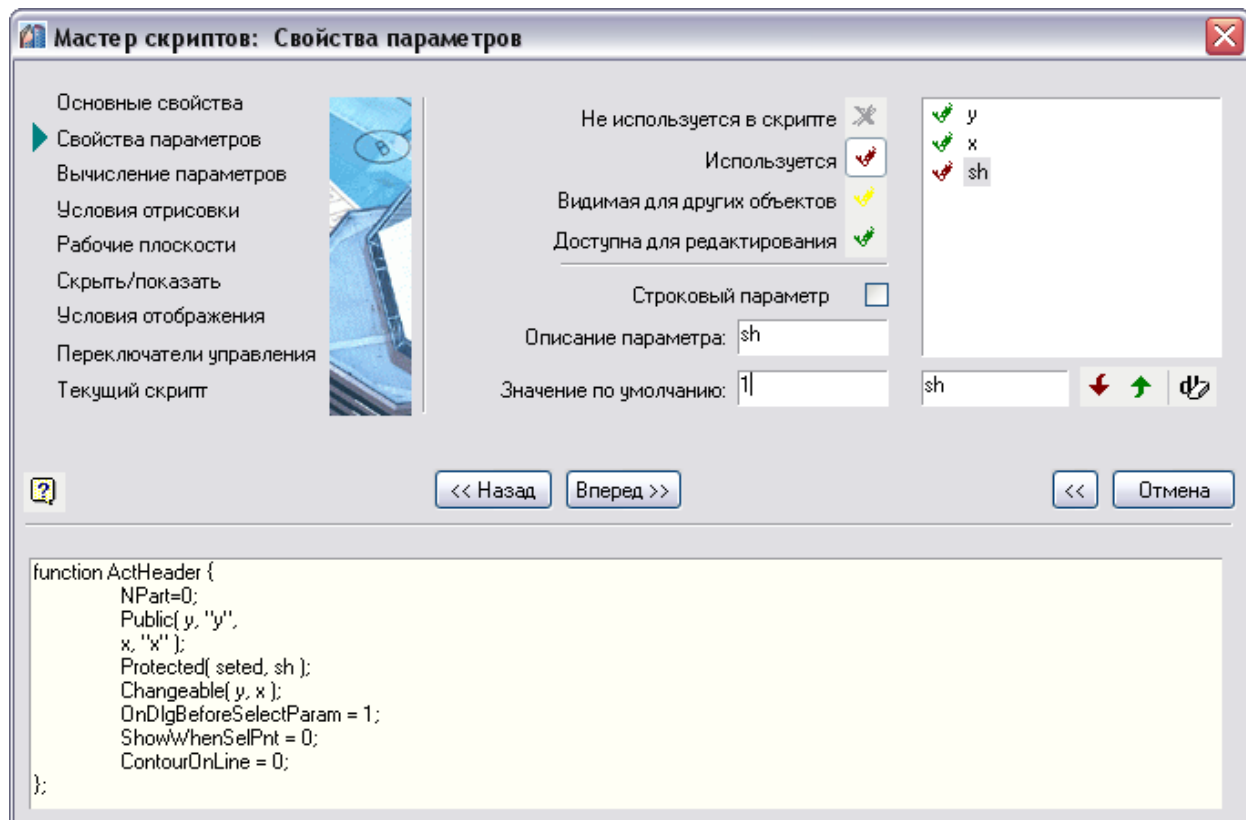 Мастер скриптов: Свойства параметров
Основные свойства
Свойства параметров
Вычисление параметров
Условия отрисовки
Рабочие плоскости
Скрыть/показать
Условия отображения
Переключатели управления
Текущий скрипт
B
Не используется в скрипте
Используется
Видимая для других объектов
Доступна для редактирования
Строковый параметр
Описание параметра: sh
Значение по умолчанию: 1
y
x
sh
sh
<< Назад
Вперед >>
<<
Отмена
function ActHeader {
NPart=0;
Public( y, "y",
x, "x" );
Protected( seted, sh );
Changeable( y, x );
OnDlgBeforeSelectParam = 1;
ShowWhenSelPnt = 0;
ContourOnLine = 0;
};